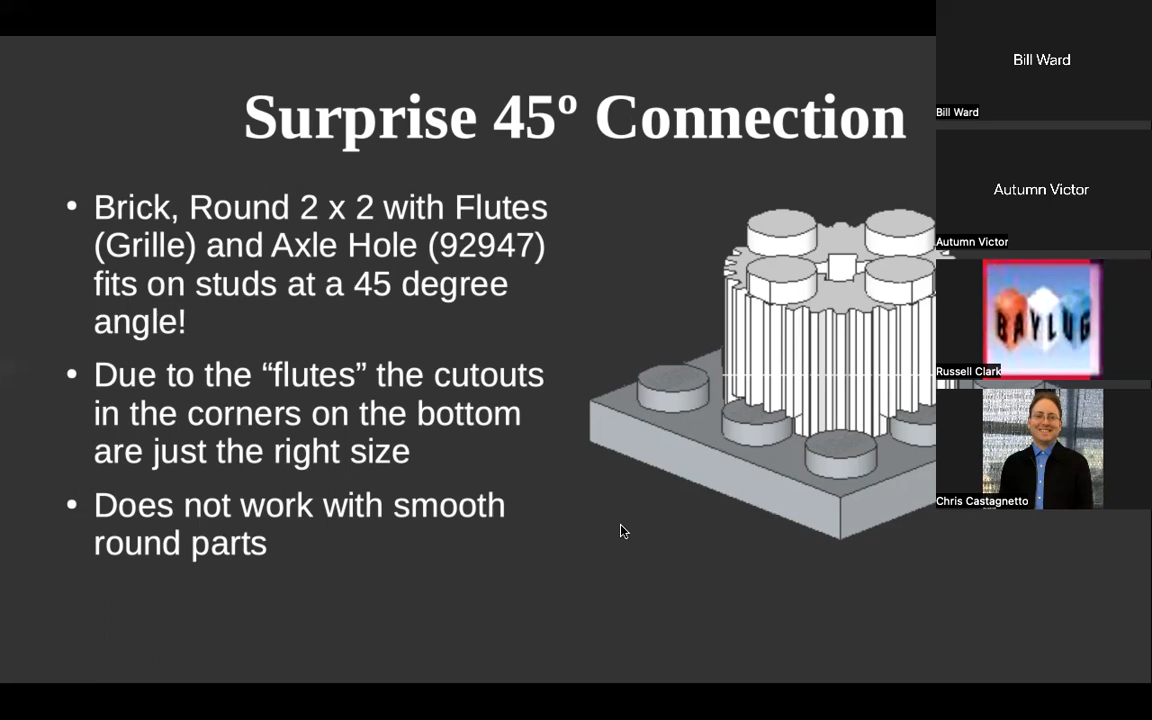 Surprise 45º Connection
• Brick, Round 2 x 2 with Flutes
(Grille) and Axle Hole (92947)
fits on studs at a 45 degree
angle!
• Due to the “flutes” the cutouts
in the corners on the bottom
are just the right size
• Does not work with smooth
round parts
Bill Ward
Bill Ward
Autumn Victor
Autumn Victor
BAYLUG
Russell Clark
Chris Castagnetto